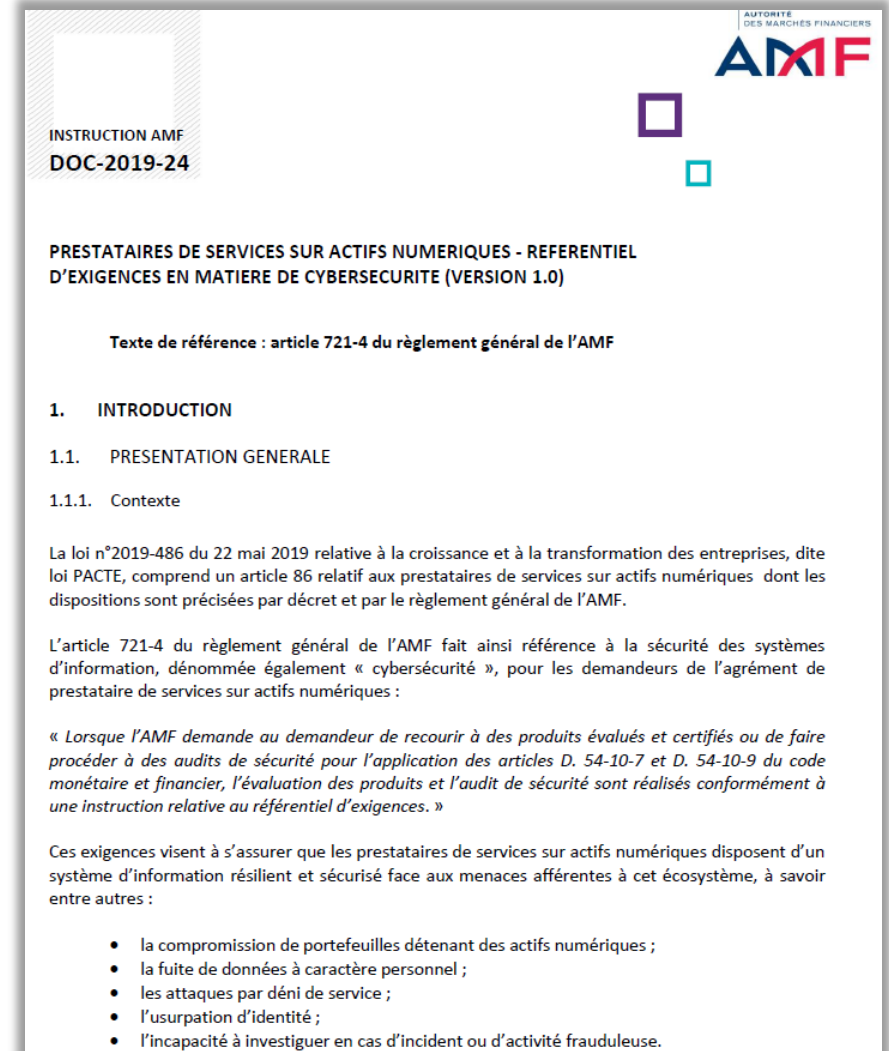 AUTORITÉ
DES MARCHÉS FINANCIERS
AMF
INSTRUCTION AMF
DOC-2019-24
PRESTATAIRES DE SERVICES SUR ACTIFS NUMERIQUES - REFERENTIEL
D'EXIGENCES EN MATIERE DE CYBERSECURITE (VERSION 1.0)
Texte de référence : article 721-4 du règlement général de l'AMF
1. INTRODUCTION
1.1. PRESENTATION GENERALE
1.1.1. Contexte
La loi n°2019-486 du 22 mai 2019 relative à la croissance et à la transformation des entreprises, dite
loi PACTE, comprend un article 86 relatif aux prestataires de services sur actifs numériques dont les
dispositions sont précisées par décret et par le règlement général de l'AMF.
L'article 721-4 du règlement général de l'AMF fait ainsi référence à la sécurité des systèmes
d'information, dénommée également « cybersécurité », pour les demandeurs de l'agrément de
prestataire de services sur actifs numériques :
« Lorsque l'AMF demande au demandeur de recourir à des produits évalués et certifiés ou de faire
procéder à des audits de sécurité pour l'application des articles D. 54-10-7 et D. 54-10-9 du code
monétaire et financier, l'évaluation des produits et l'audit de sécurité sont réalisés conformément à
une instruction relative au référentiel d'exigences. »
Ces exigences visent à s'assurer que les prestataires de services sur actifs numériques disposent d'un
système d'information résilient et sécurisé face aux menaces afférentes à cet écosystème, à savoir
entre autres :
• la compromission de portefeuilles détenant des actifs numériques ;
• la fuite de données à caractère personnel ;
• les attaques par déni de service ;
• l'usurpation d'identité ;
• l'incapacité à investiguer en cas d'incident ou d'activité frauduleuse.